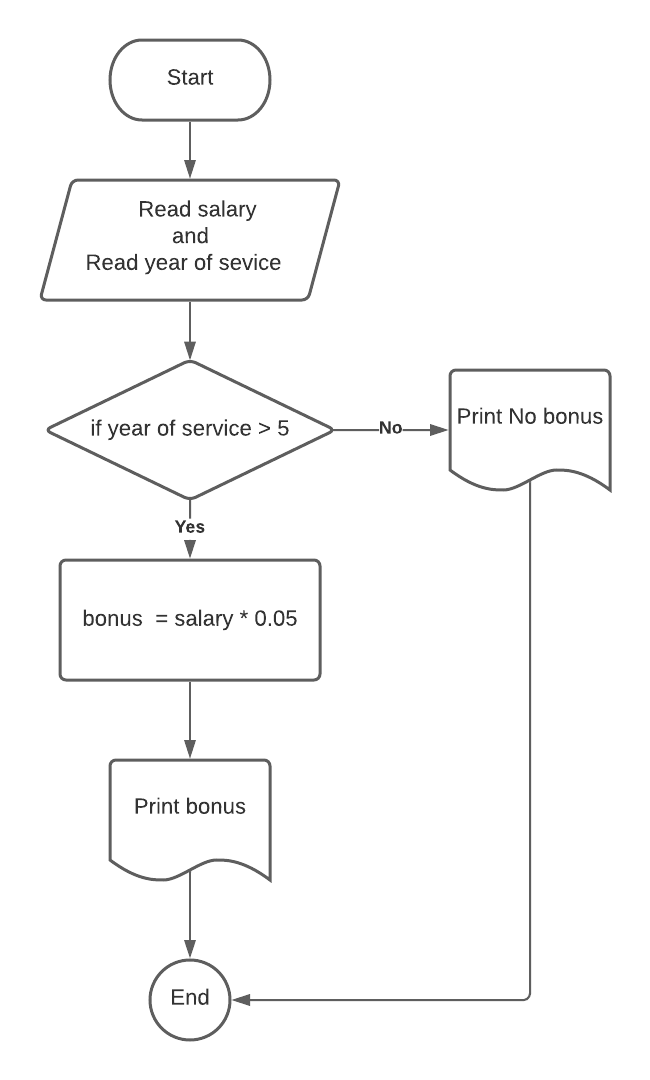 Start
Read salary
and
Read year of sevice
if year of service > 5
No
Print No bonus
Yes
bonus  = salary * 0.05
Print bonus
End